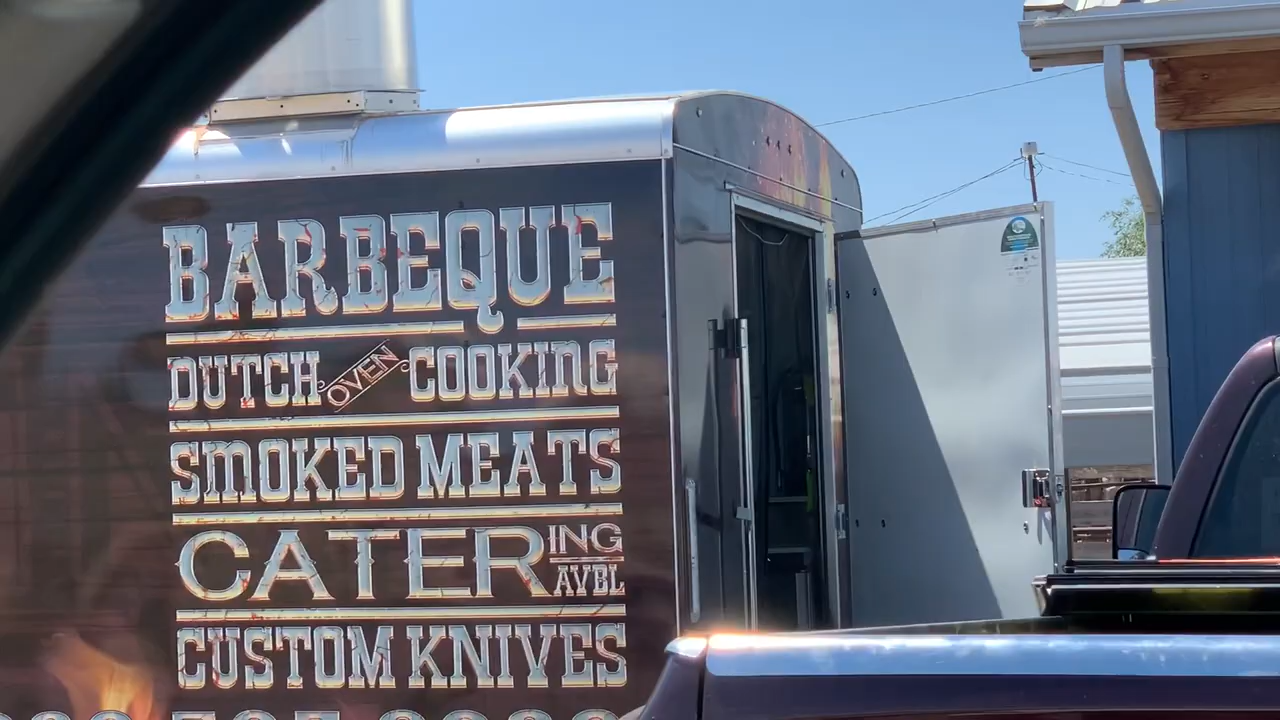 BARBEQUE
DUTCH OVEN COOKING
SMOKED MEATS
CATERING AVBL
CUSTOM KNIVES